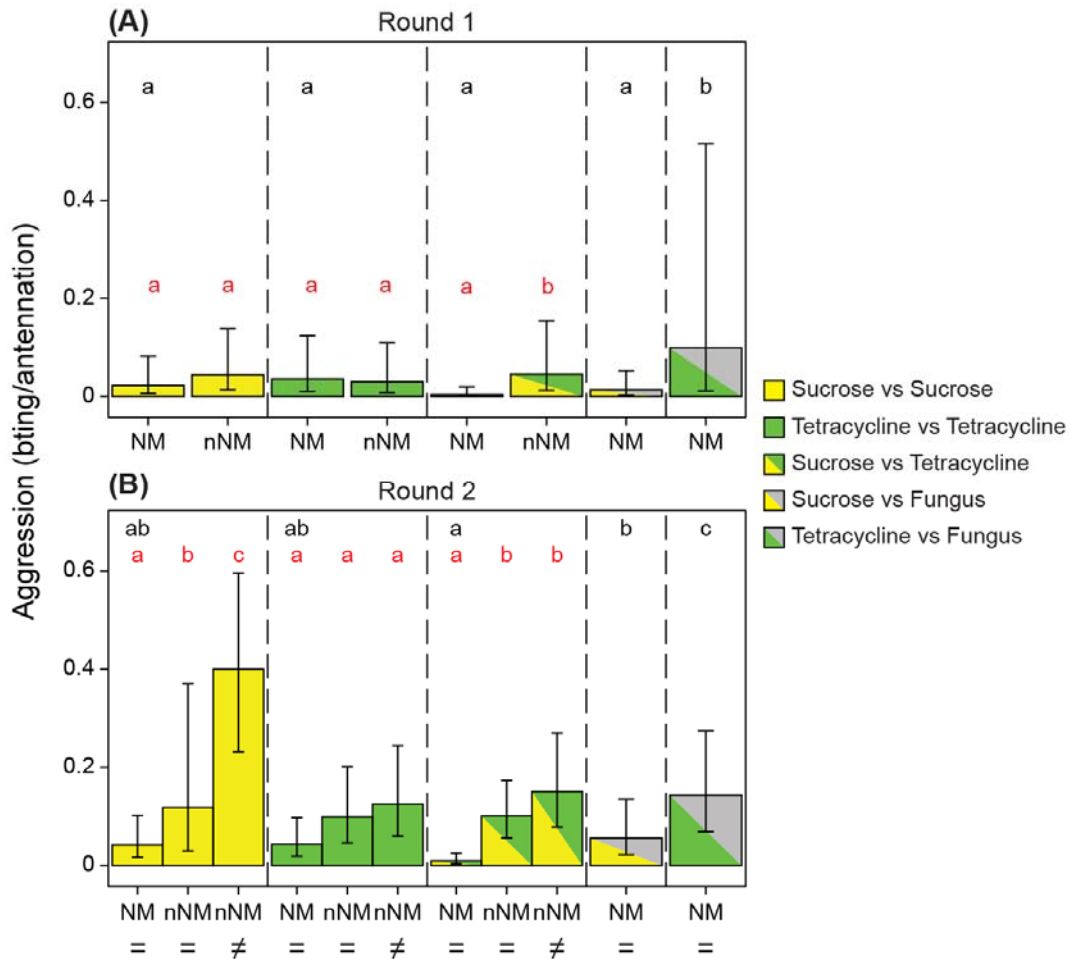 (A) Round 1
a a a a b
0.6
0.4
a a a a a b
0.2
0
NM nNM NM nNM NM nNM NM NM
Aggression (bting/antennation)
Sucrose vs Sucrose
Tetracycline vs Tetracycline
Sucrose vs Tetracycline
Sucrose vs Fungus
Tetracycline vs Fungus
(B) Round 2
ab ab a b c
a b c a a a a b b
0.6
0.4
0.2
0
NM nNM nNM NM nNM nNM NM nNM nNM NM NM
= = ≠ = = ≠ = = ≠ = =